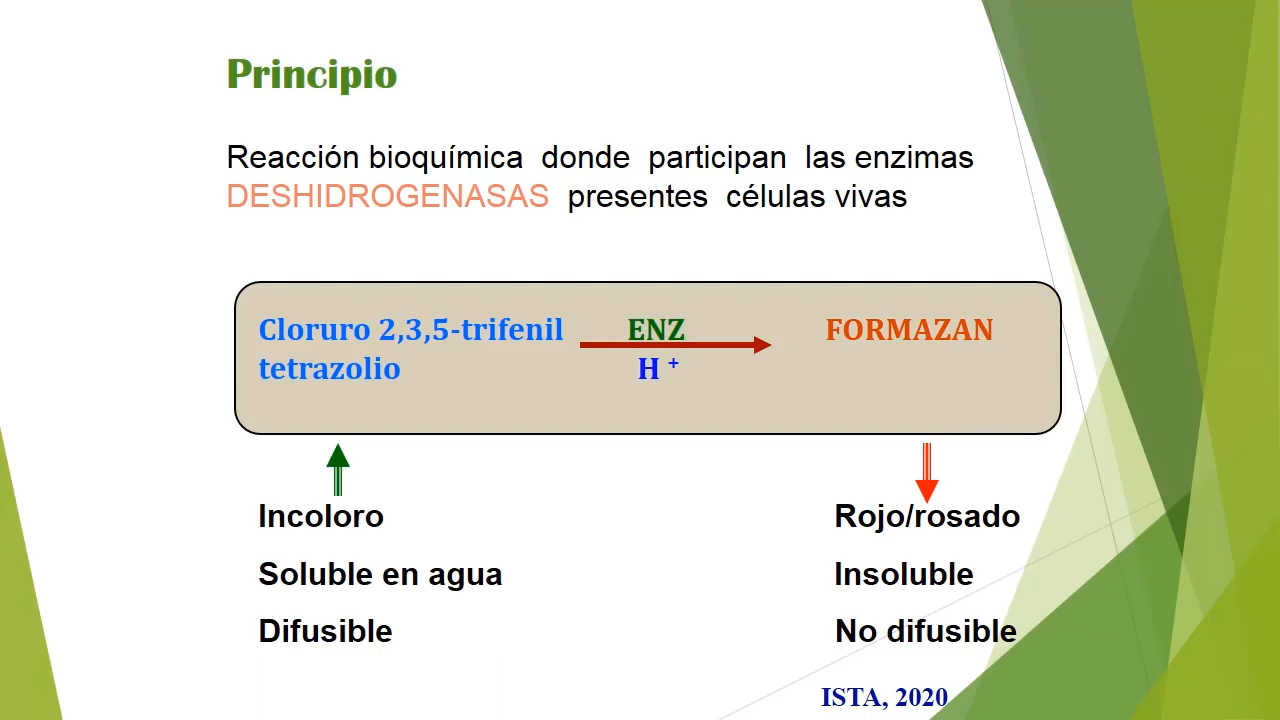 Principio
Reacción bioquímica donde participan las enzimas
DESHIDROGENASAS presentes células vivas
Cloruro 2,3,5-trifenil
tetrazolio
ENZ
H +
FORMAZAN
Incoloro
Soluble en agua
Difusible
Rojo/rosado
Insoluble
No difusible
ISTA, 2020